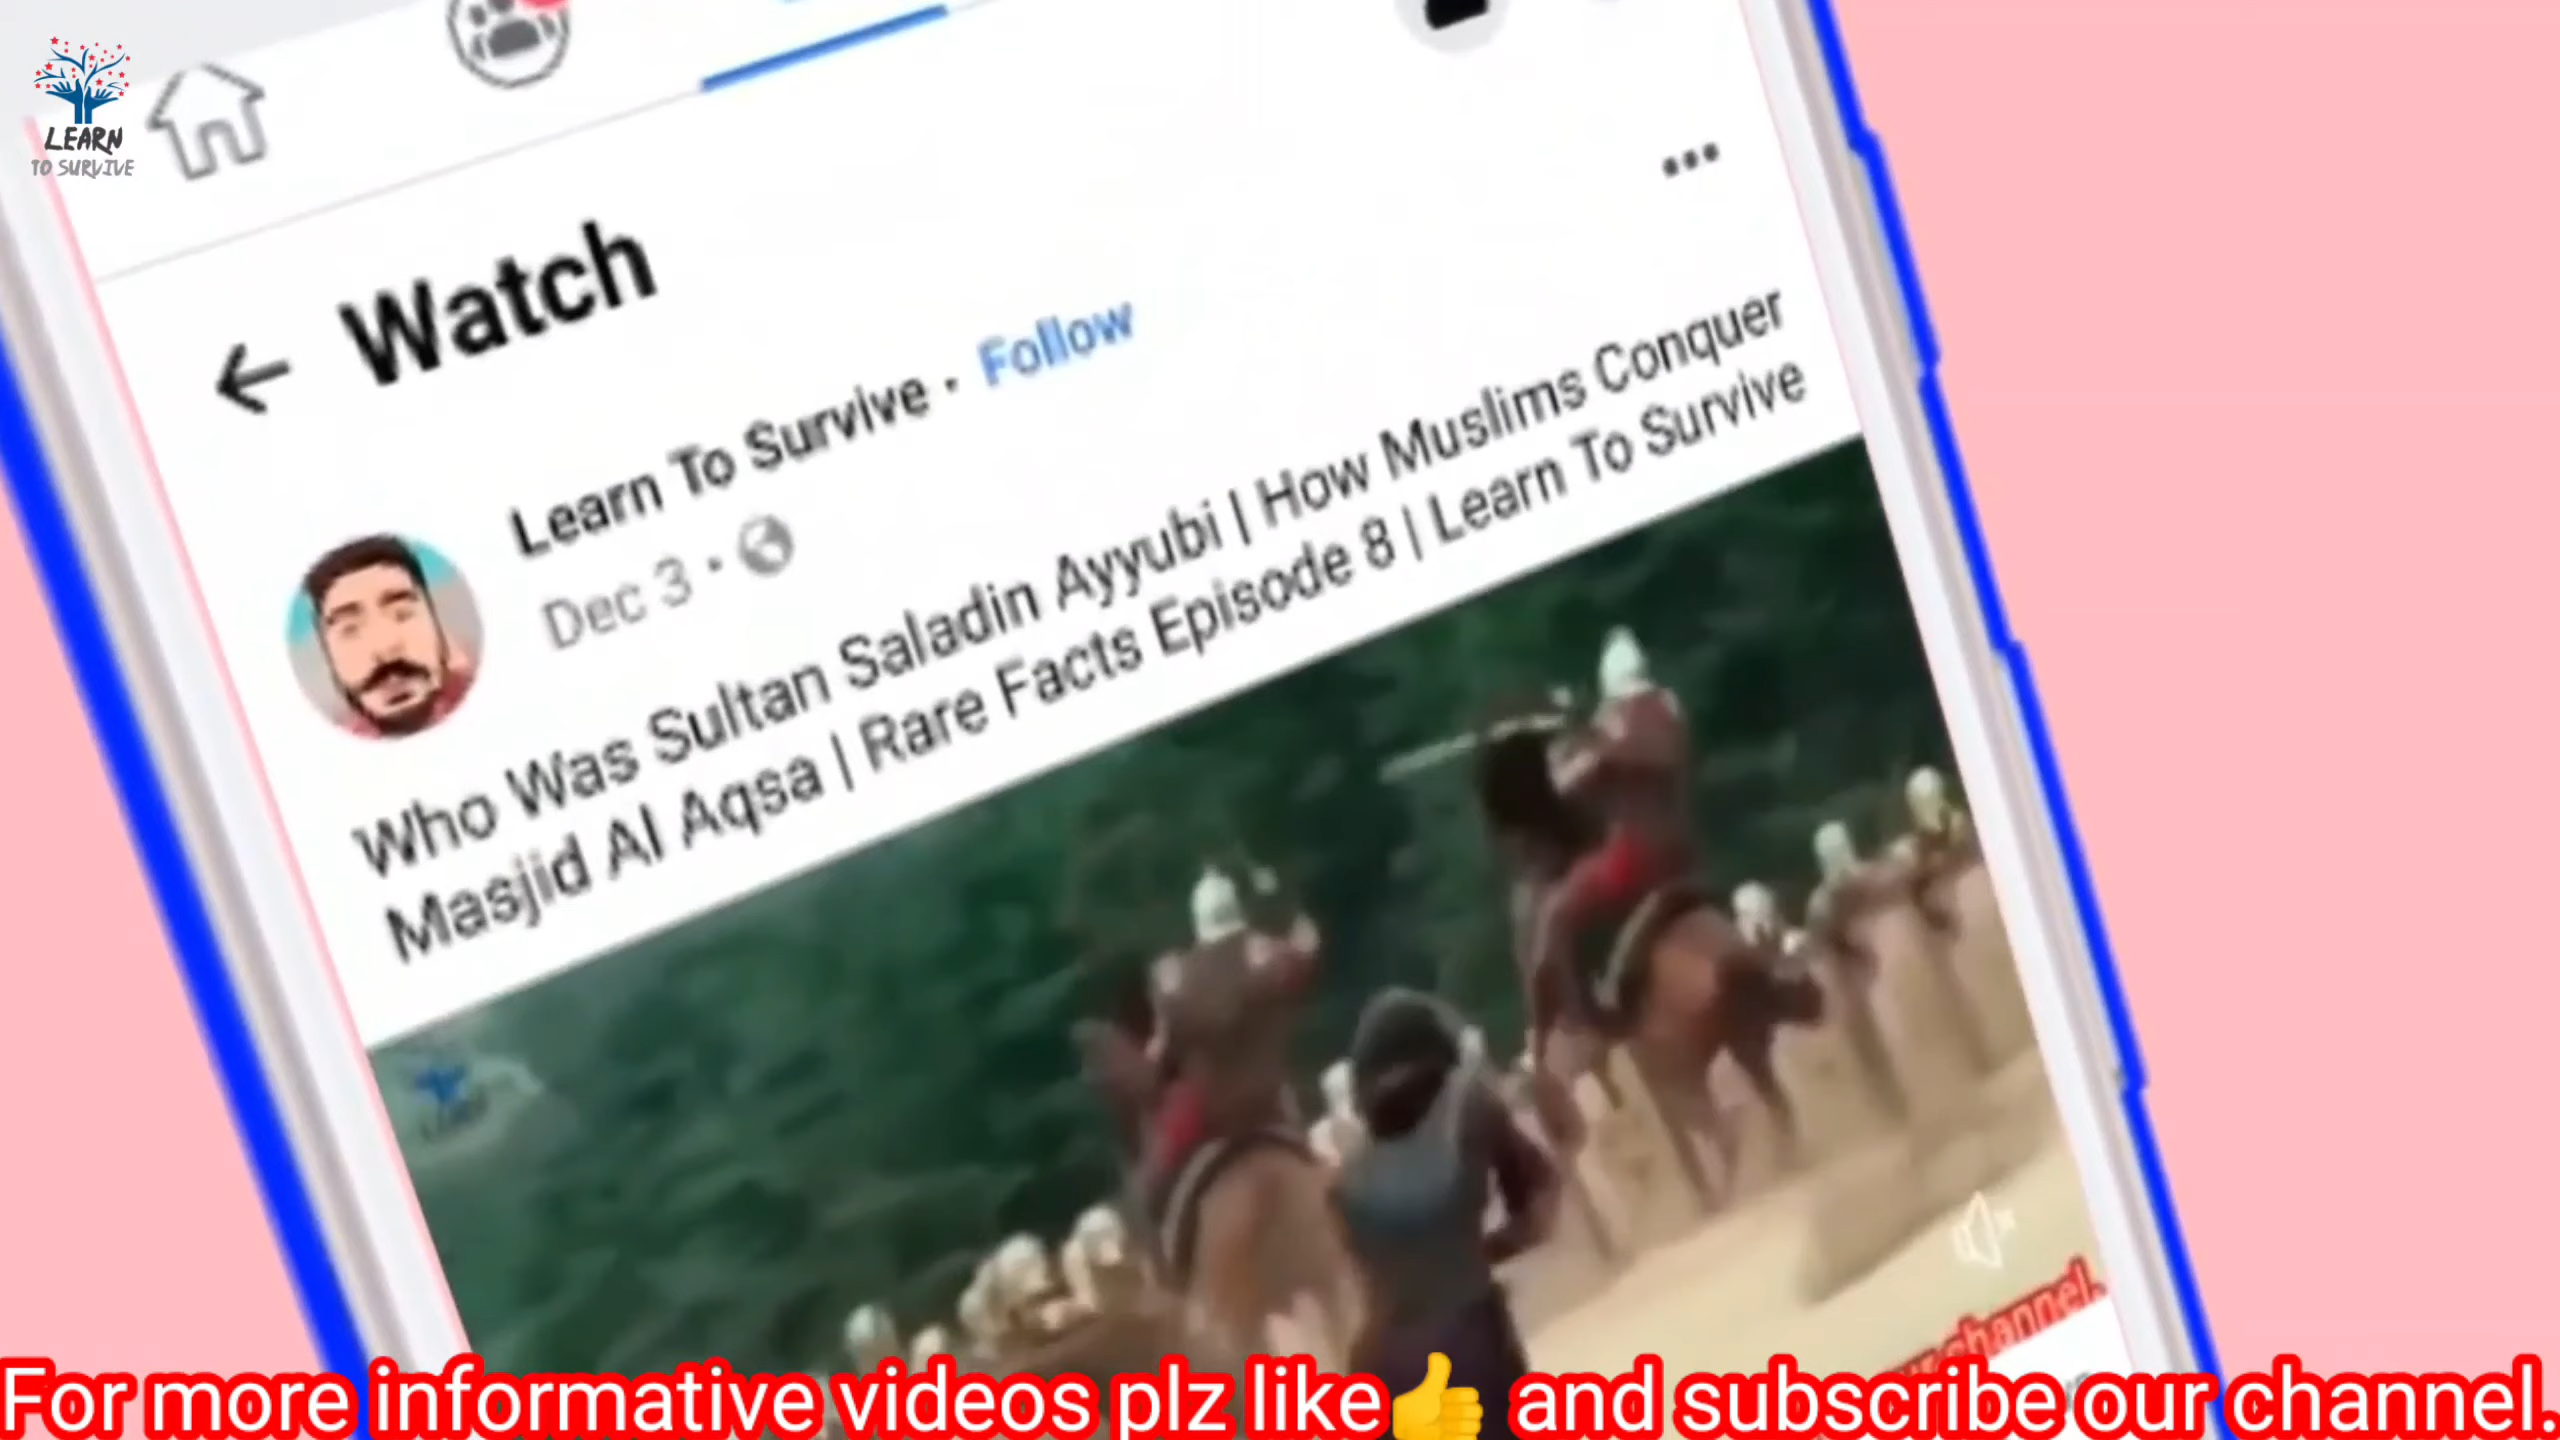 LEARN
TO SURVIVE
Watch
Learn To Survive · Follow
Dec 3 ·
Who Was Sultan Saladin Ayyubi | How Muslims Conquer
Masjid Al Aqsa | Rare Facts Episode 8 | Learn To Survive
channel.
For more informative videos plz like👍 and subscribe our channel.